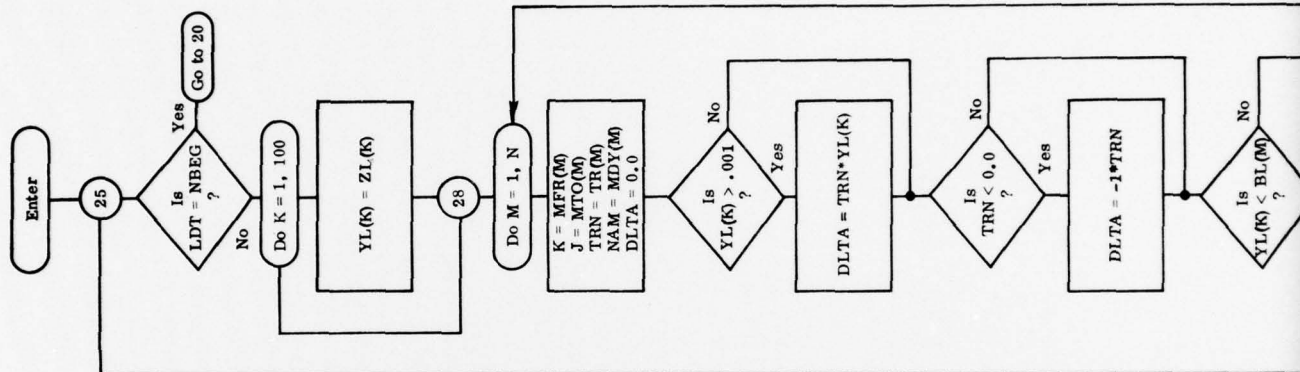 Enter
25
Is
LDT = NBEG
?
Yes
Go to 20
No
Do K = 1, 100
YL(K) = ZL(K)
28
Do M = 1, N
K = MFR(M)
J = MTO(M)
TRN = TR(M)
NAM = MDY(M)
DLTA = 0.0
Is
YL(K) > .001
?
No
Yes
DLTA = TRN*YL(K)
Is
TRN < 0.0
?
No
Yes
DLTA = -1*TRN
Is
YL(K) < BL(M)
?
No